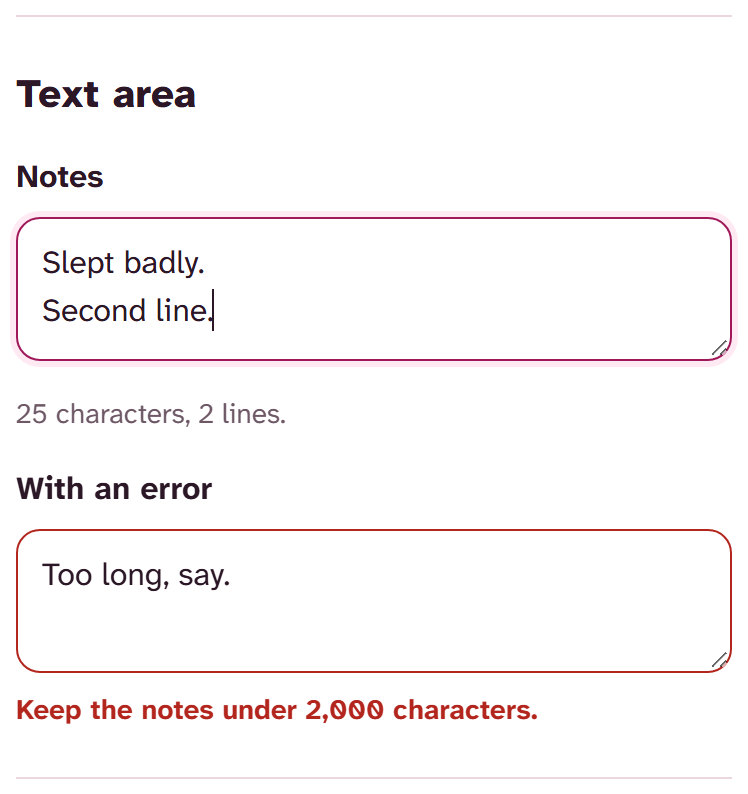 Text area
Notes
Slept badly.
Second line.
25 characters, 2 lines.
With an error
Too long, say.
Keep the notes under 2,000 characters.